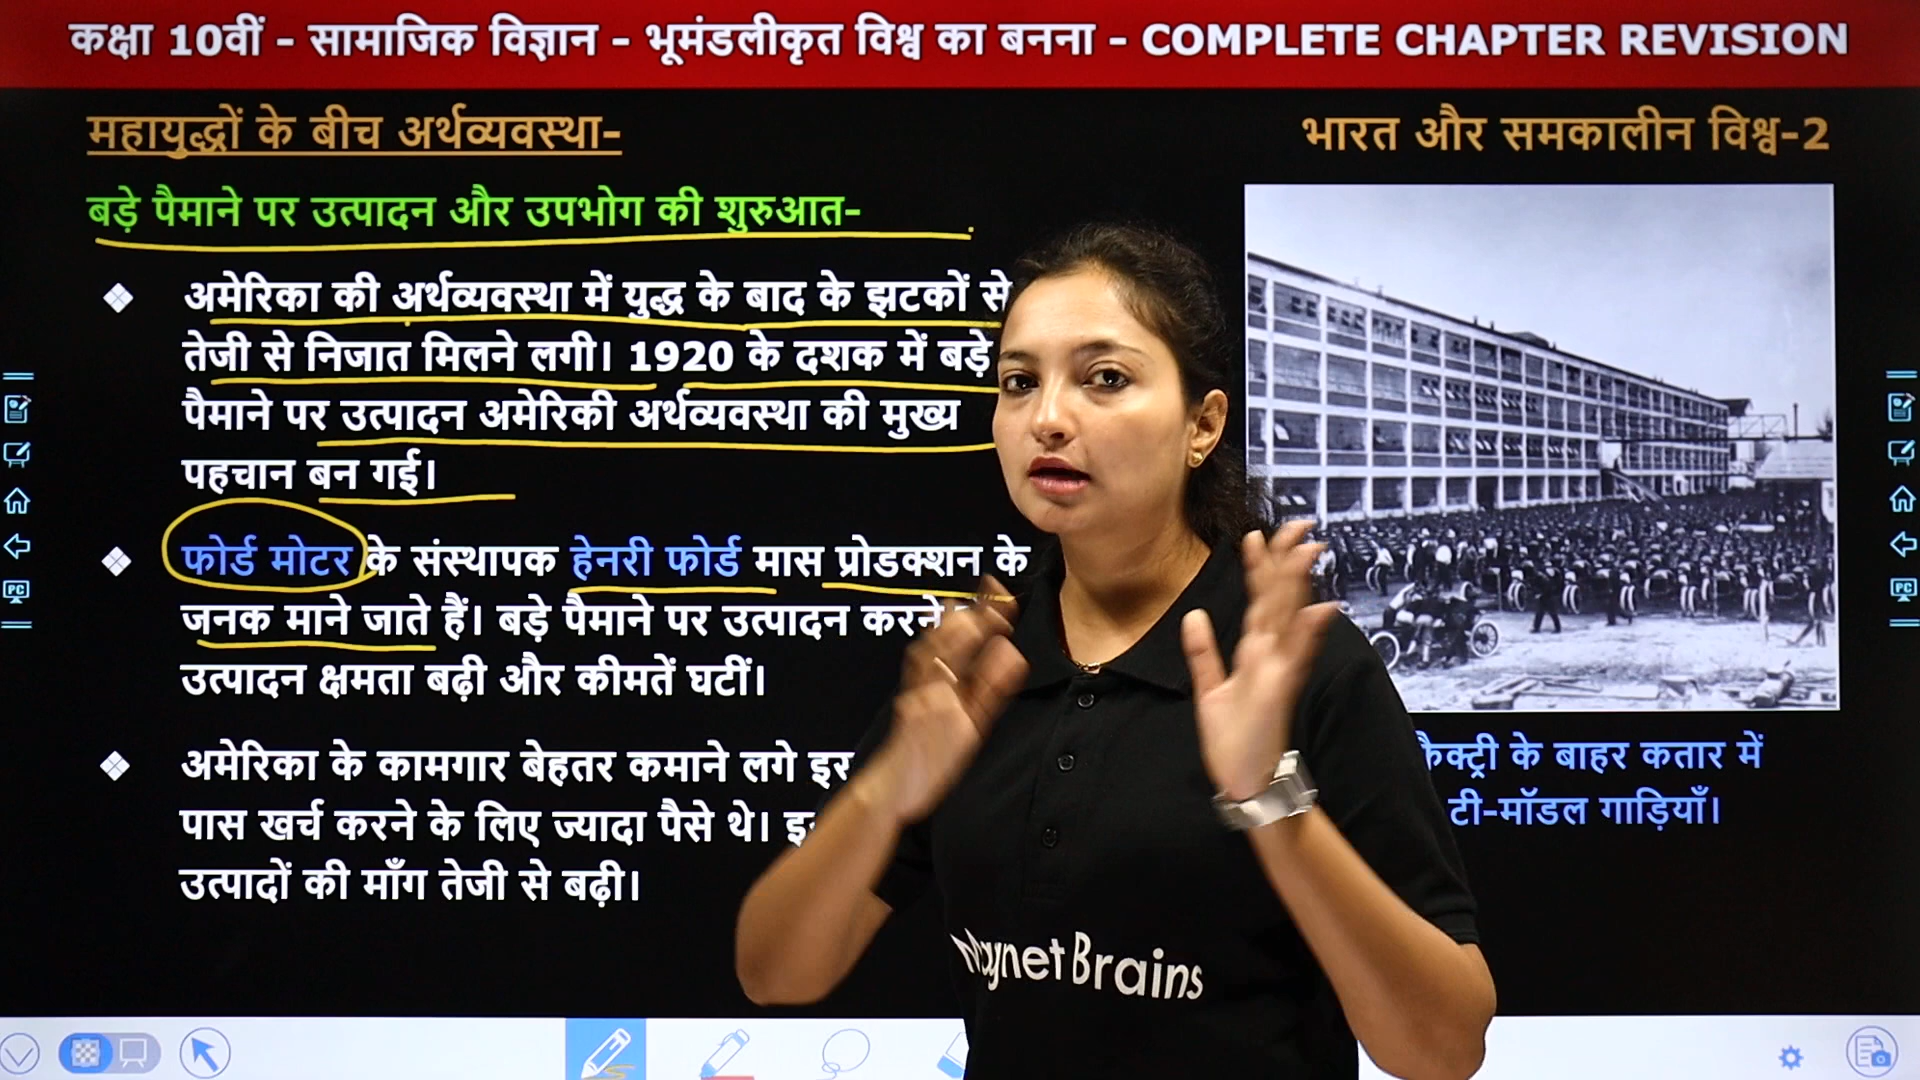 कक्षा 10वीं - सामाजिक विज्ञान - भूमंडलीकृत विश्व का बनना - COMPLETE CHAPTER REVISION
महायुद्धों के बीच अर्थव्यवस्था-
भारत और समकालीन विश्व-2
बड़े पैमाने पर उत्पादन और उपभोग की शुरुआत-
अमेरिका की अर्थव्यवस्था में युद्ध के बाद के झटकों से
तेजी से निजात मिलने लगी। 1920 के दशक में बड़े
पैमाने पर उत्पादन अमेरिकी अर्थव्यवस्था की मुख्य
पहचान बन गई।
फोर्ड मोटर के संस्थापक हेनरी फोर्ड मास प्रोडक्शन के
जनक माने जाते हैं। बड़े पैमाने पर उत्पादन करने
उत्पादन क्षमता बढ़ी और कीमतें घटीं।
अमेरिका के कामगार बेहतर कमाने लगे
पास खर्च करने के लिए ज्यादा पैसे थे।
उत्पादों की माँग तेजी से बढ़ी।
फैक्ट्री के बाहर कतार में
टी-मॉडल गाड़ियाँ।
Magnet Brains
PC
PC